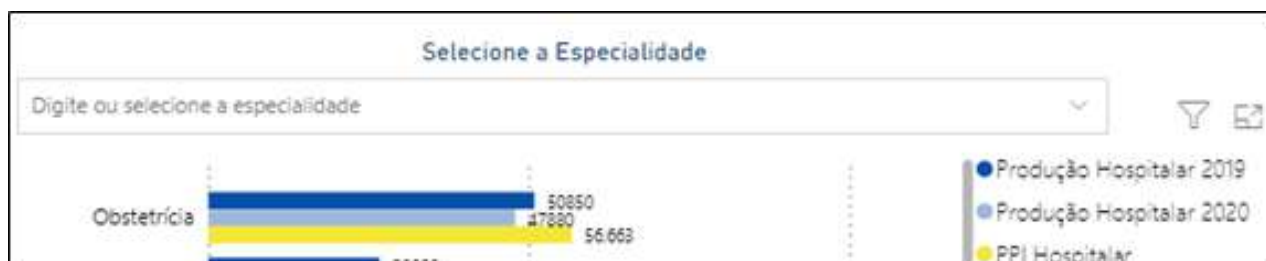 Selecione a Especialidade
Digite ou selecione a especialidade
Produção Hospitalar 2019
Obstetrícia
50850
47880
56.663
Produção Hospitalar 2020
PPI Hospitalar